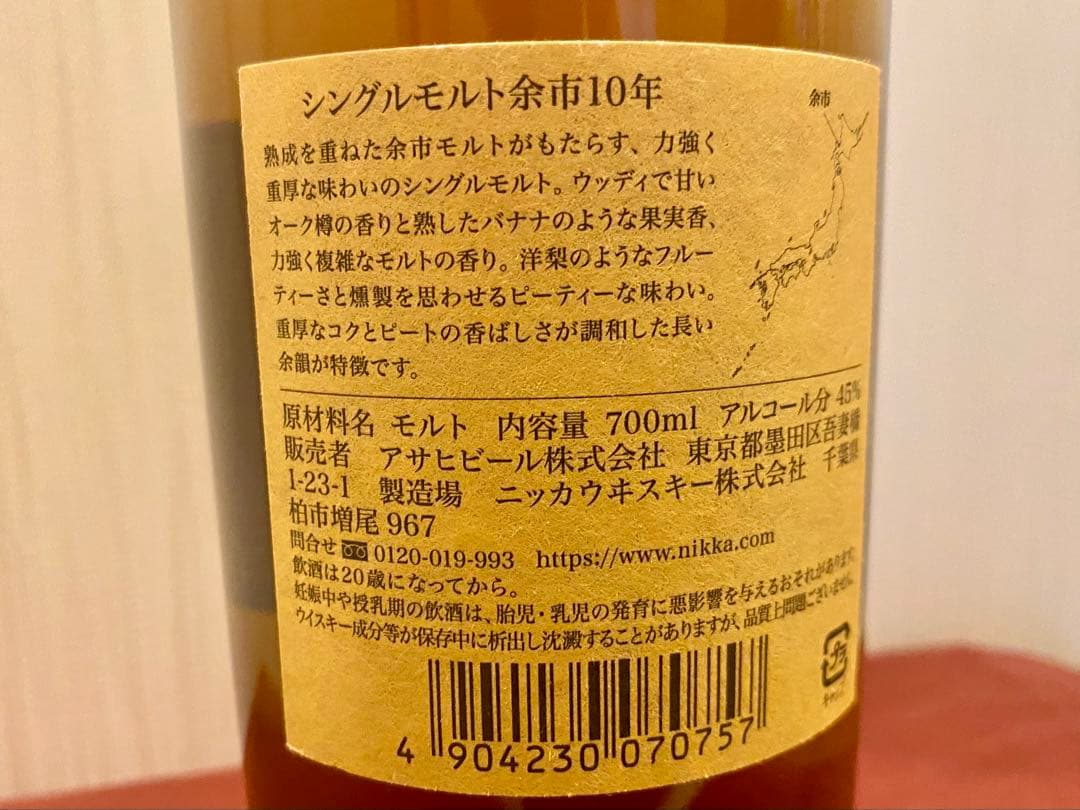 シングルモルト余市10年
余市
熟成を重ねた余市モルトがもたらす、力強く
重厚な味わいのシングルモルト。ウッディで甘い
オーク樽の香りと熟したバナナのような果実香、
力強く複雑なモルトの香り。洋梨のようなフルー
ティーさと燻製を思わせるピーティーな味わい。
重厚なコクとピートの香ばしさが調和した長い
余韻が特徴です。
原材料名 モルト 内容量 700ml アルコール分 45%
販売者 アサヒビール株式会社 東京都墨田区吾妻橋
1-23-1 製造場 ニッカウヰスキー株式会社 千葉県
柏市増尾967
問合せ 0120-019-993 https://www.nikka.com
飲酒は20歳になってから。
妊娠中や授乳期の飲酒は、胎児・乳児の発育に悪影響を与えるおそれがあります。
ウイスキー成分等が保存中に析出し沈澱することがありますが、品質上問題ございません。
キャップ
4 904230 070757